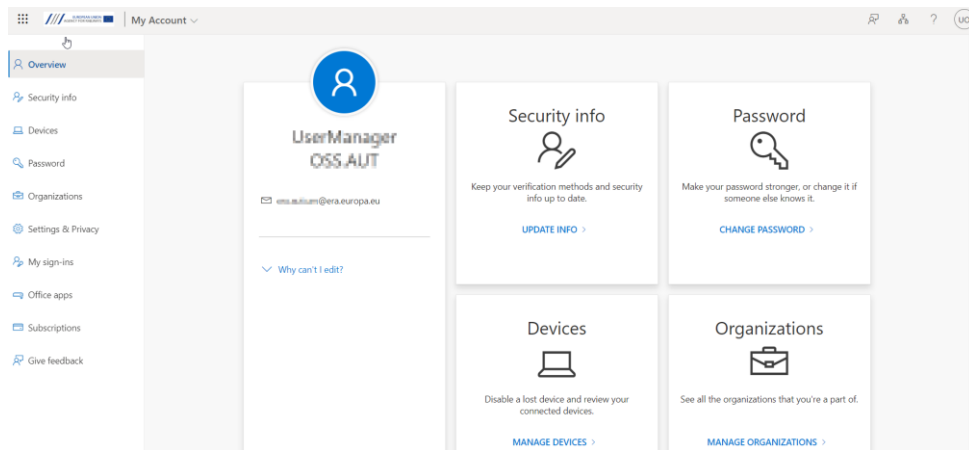 My Account
UO
Overview
Security info
Devices
Password
Organizations
Settings & Privacy
My sign-ins
Office apps
Subscriptions
Give feedback
UserManager
OSS.AUT
@era.europa.eu
Why can't I edit?
Security info
Keep your verification methods and security
info up to date.
UPDATE INFO
Password
Make your password stronger, or change it if
someone else knows it.
CHANGE PASSWORD
Devices
Disable a lost device and review your
connected devices.
MANAGE DEVICES
Organizations
See all the organizations that you're a part of.
MANAGE ORGANIZATIONS